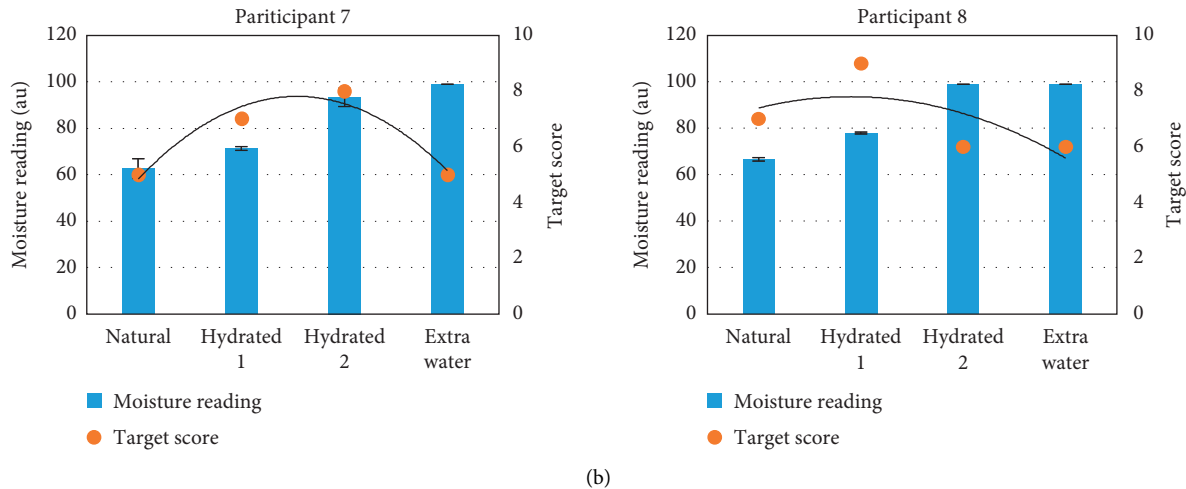 Pariticipant 7
120
100
80
60
40
20
0
Moisture reading (au)
10
8
6
4
2
0
Target score
Natural
Hydrated 1
Hydrated 2
Extra water
Moisture reading
Target score
Participant 8
120
100
80
60
40
20
0
Moisture reading (au)
10
8
6
4
2
0
Target score
Natural
Hydrated 1
Hydrated 2
Extra water
Moisture reading
Target score
(b)